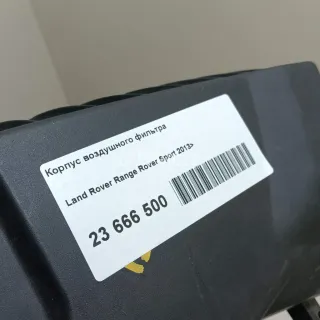 Корпус воздушного фильтра
Land Rover Range Rover Sport 2013>
23 666 500